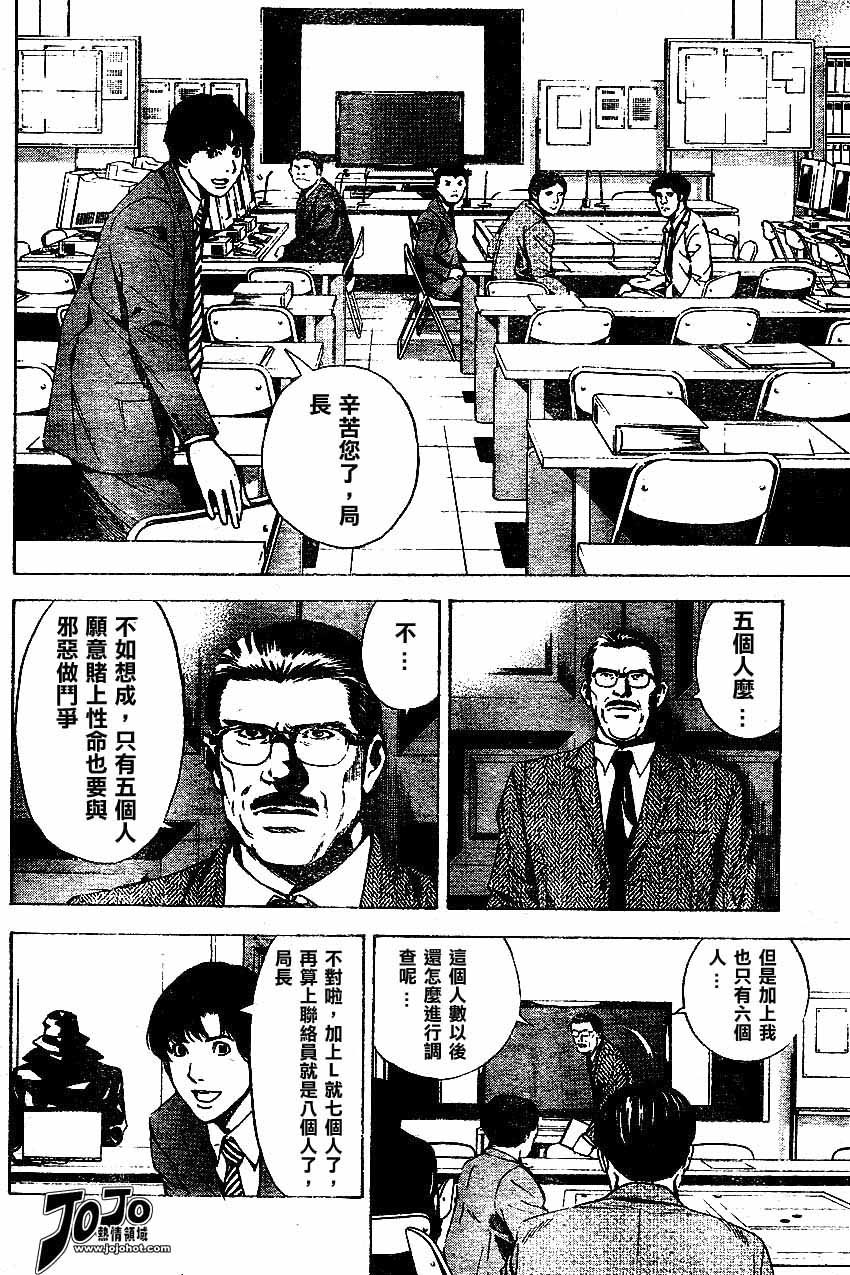 辛苦您了，局
長
五個人麼…
不…
不如想成，只有五個人
願意賭上性命也要與
邪惡做鬥爭
但是加上我
也只有六個
人…
這個人數以後
還怎麼進行調
查呢…
不對啦，加上L就七個人了，
再算上聯絡員就是八個人了，
局長
JOJO
熱情領域
www.jojohot.com